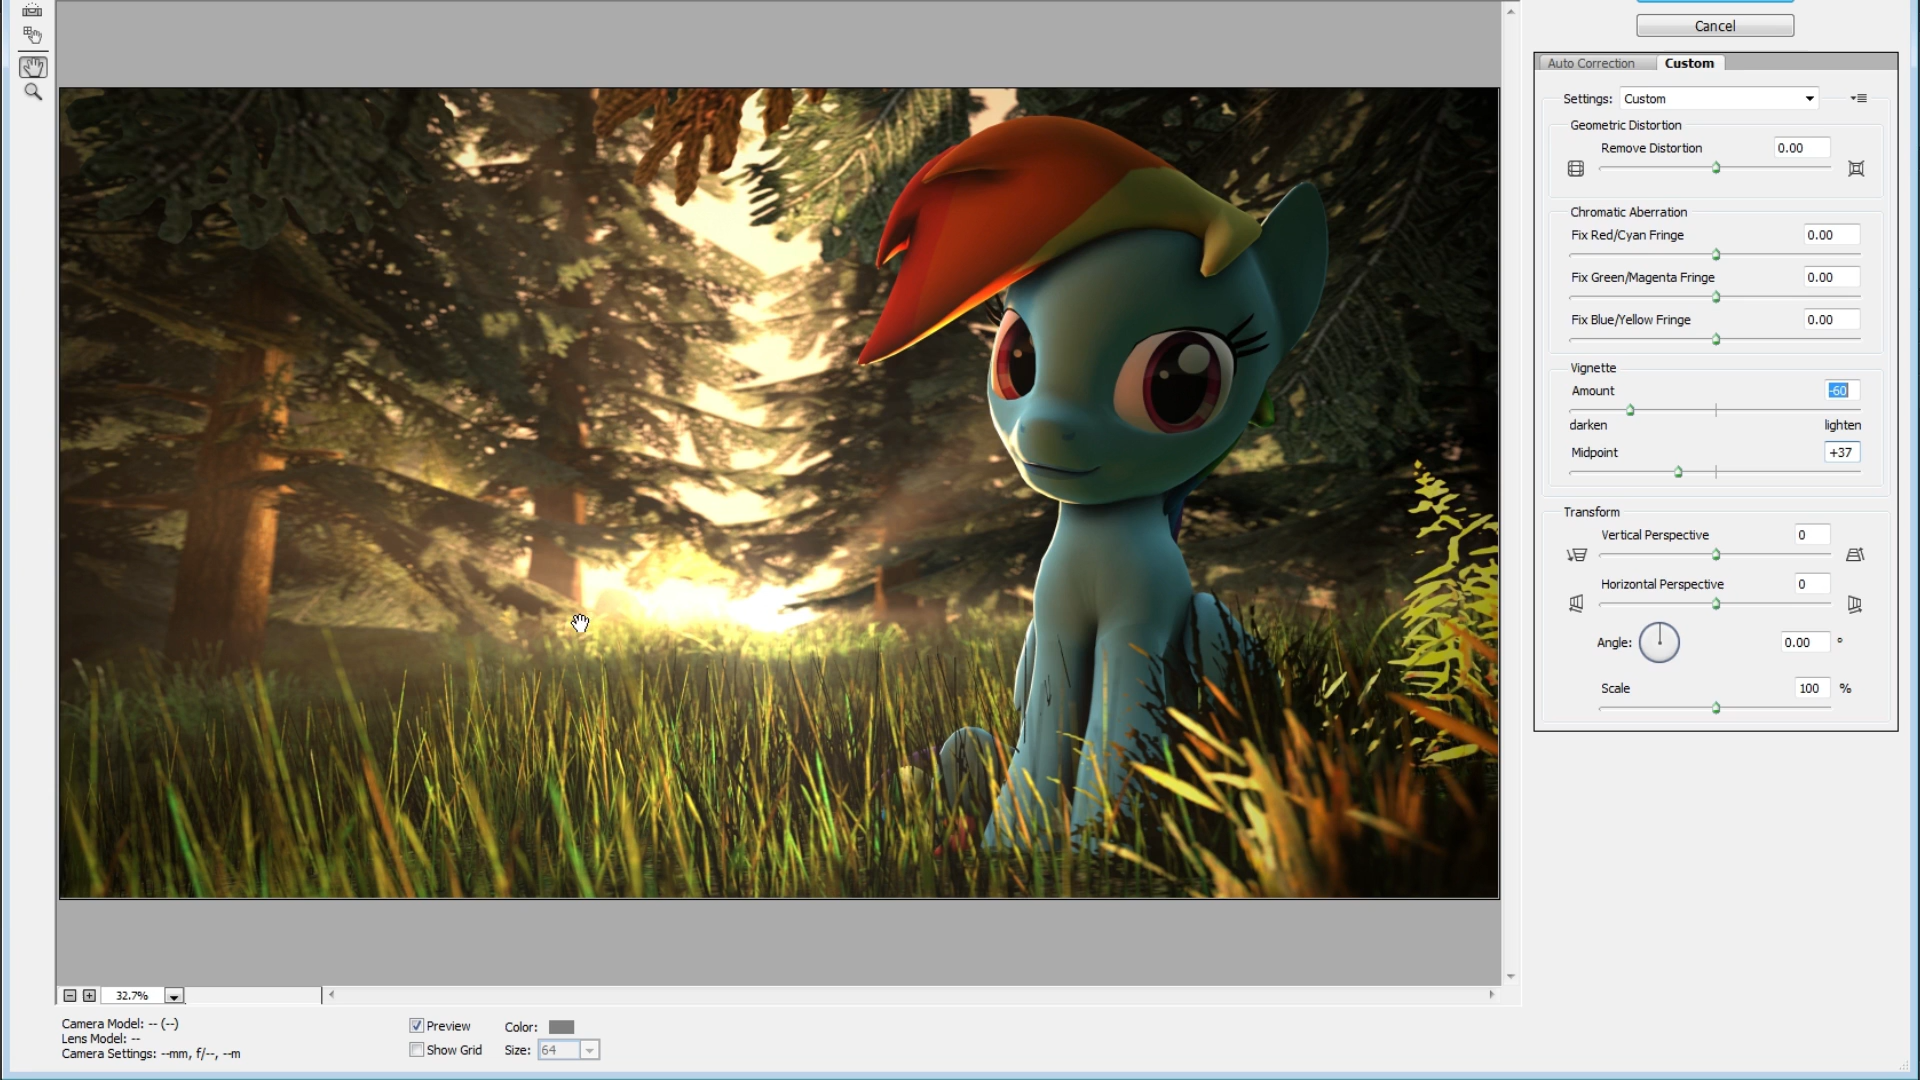 Cancel
Auto Correction
Custom
Settings: Custom
Geometric Distortion
Remove Distortion 0.00
Chromatic Aberration
Fix Red/Cyan Fringe 0.00
Fix Green/Magenta Fringe 0.00
Fix Blue/Yellow Fringe 0.00
Vignette
Amount -60
darken lighten
Midpoint +37
Transform
Vertical Perspective 0
Horizontal Perspective 0
Angle: 0.00 °
Scale 100 %
32.7%
Camera Model: -- (--)
Lens Model: --
Camera Settings: --mm, f/--, --m
Preview
Color:
Show Grid
Size: 64